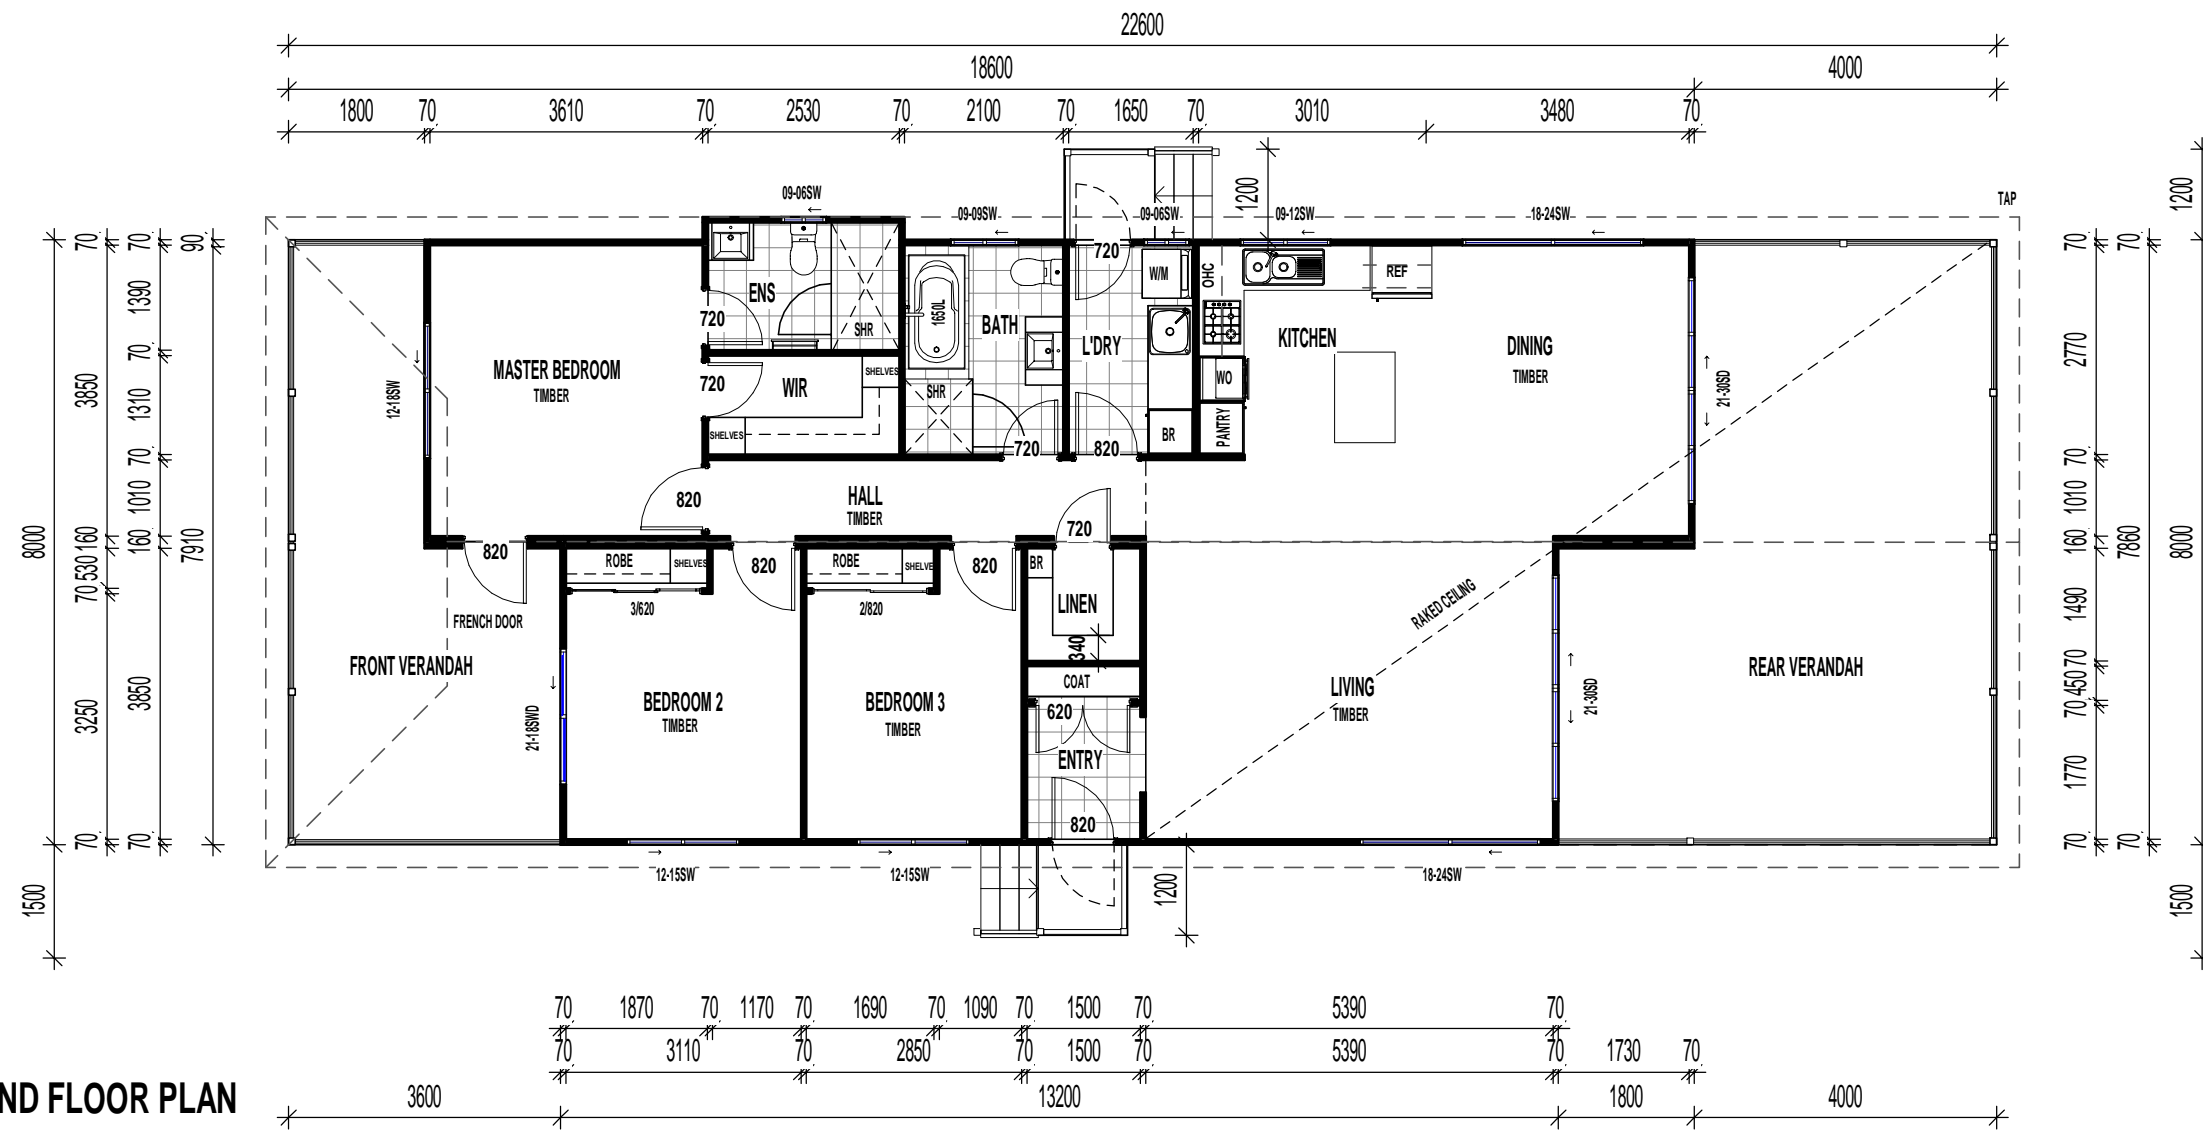 22600
18600 4000
1800 70 3610 70 2530 70 2100 70 1650 70 3010 3480 70
1200
1200
TAP
09-06SW
09-09SW 09-06SW 09-12SW 18-24SW
70 70 90
720
W/M
OHC
REF
70 70
1390
ENS
720
1650L
BATH
SHR
L'DRY
KITCHEN
DINING
TIMBER
2770
70
3850
MASTER BEDROOM
TIMBER
12-18SW
720
WIR
SHELVES
SHR
WO
21-30SD
1310
SHELVES
720
820
BR
PANTRY
70
70
1010
820
HALL
TIMBER
720
1010
8000
160 160
7910
820
160
7860
8000
530
ROBE
SHELVES
820
ROBE
SHELVE
820
BR
70
3/620
2/820
LINEN
RAKED CEILING
1490
FRENCH DOOR
340
FRONT VERANDAH
COAT
LIVING
TIMBER
REAR VERANDAH
70
450
70
3250
3850
21-18SWD
BEDROOM 2
TIMBER
BEDROOM 3
TIMBER
620
ENTRY
21-30SD
1770
820
70 70
70 70
12-15SW 12-15SW 18-24SW
1500
1200
1500
70 1870 70 1170 70 1690 70 1090 70 1500 70 5390 70
70 3110 70 2850 70 1500 70 5390 70 1730 70
3600 13200 1800 4000
ND FLOOR PLAN